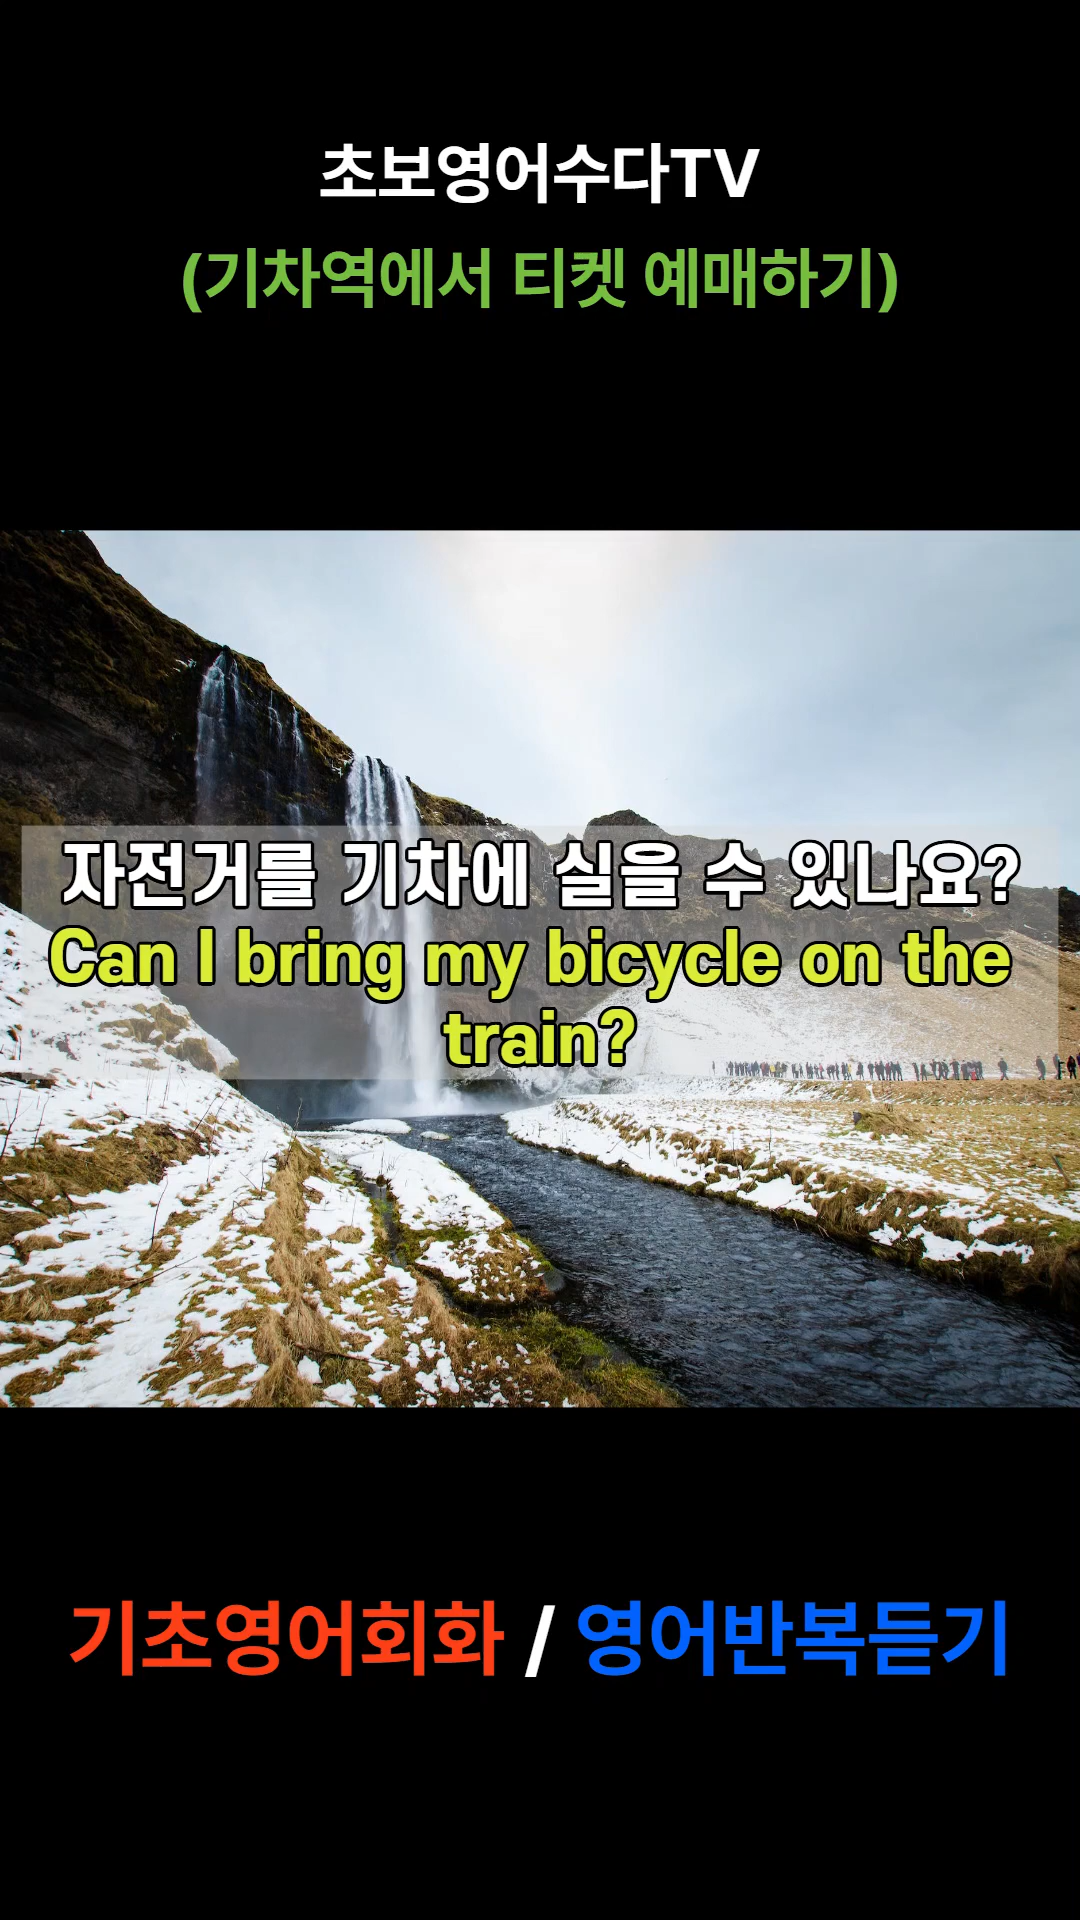 초보영어수다TV
(기차역에서 티켓 예매하기)
자전거를 기차에 실을 수 있나요?
Can I bring my bicycle on the
train?
기초영어회화 / 영어반복듣기